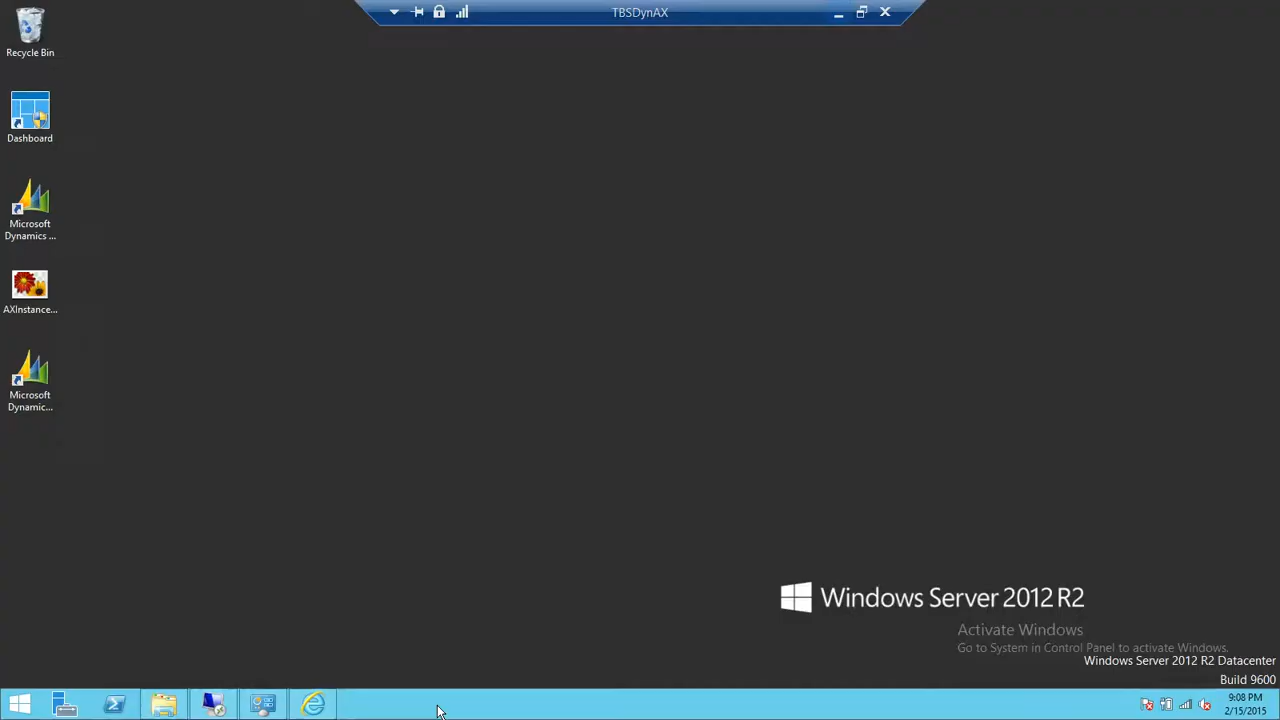 TBSDynAX
Recycle Bin
Dashboard
Microsoft
Dynamics ...
AXInstance...
Microsoft
Dynamic...
Windows Server 2012 R2
Activate Windows
Go to System in Control Panel to activate Windows.
Windows Server 2012 R2 Datacenter
Build 9600
9:08 PM
2/15/2015